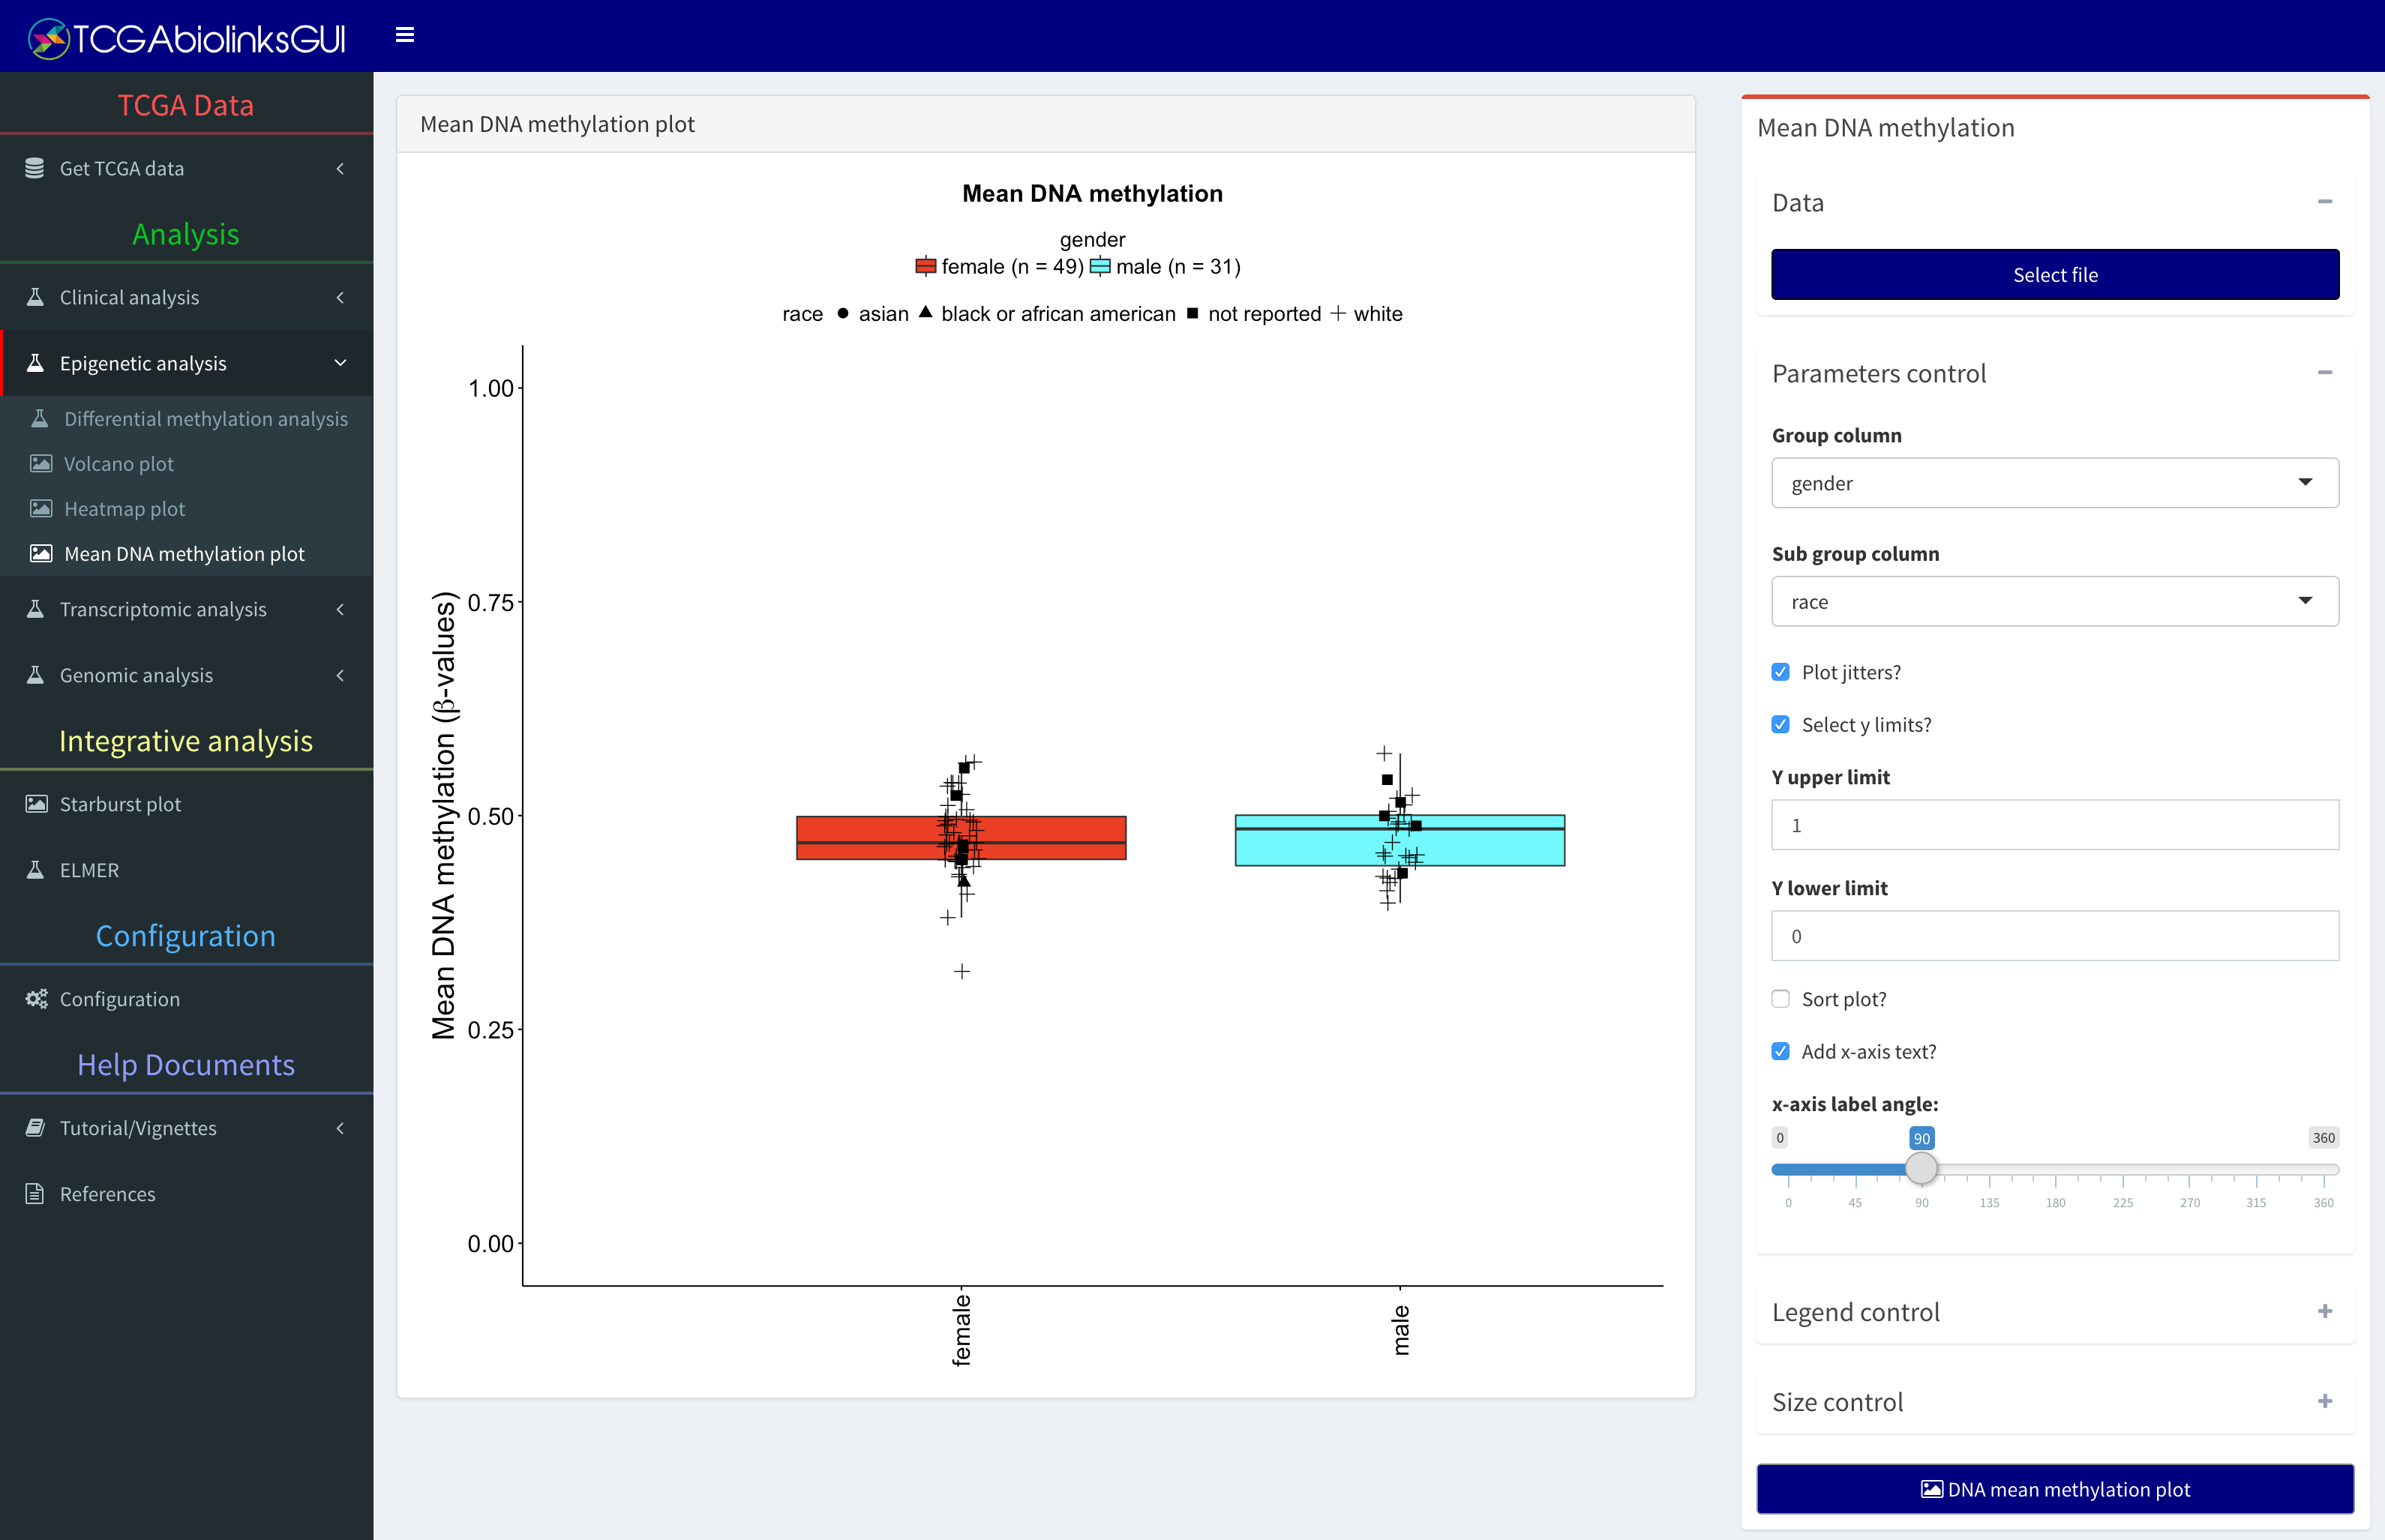 TCGAbiolinksGUI
TCGA Data
Get TCGA data
Analysis
Clinical analysis
Epigenetic analysis
Differential methylation analysis
Volcano plot
Heatmap plot
Mean DNA methylation plot
Transcriptomic analysis
Genomic analysis
Integrative analysis
Starburst plot
ELMER
Configuration
Configuration
Help Documents
Tutorial/Vignettes
References
Mean DNA methylation plot
Mean DNA methylation
gender
female (n = 49) male (n = 31)
race asian black or african american not reported white
Mean DNA methylation (β-values)
1.00
0.75
0.50
0.25
0.00
female
male
Mean DNA methylation
Data
Select file
Parameters control
Group column
gender
Sub group column
race
Plot jitters?
Select y limits?
Y upper limit
1
Y lower limit
0
Sort plot?
Add x-axis text?
x-axis label angle:
0 90 360
0 45 90 135 180 225 270 315 360
Legend control
Size control
DNA mean methylation plot